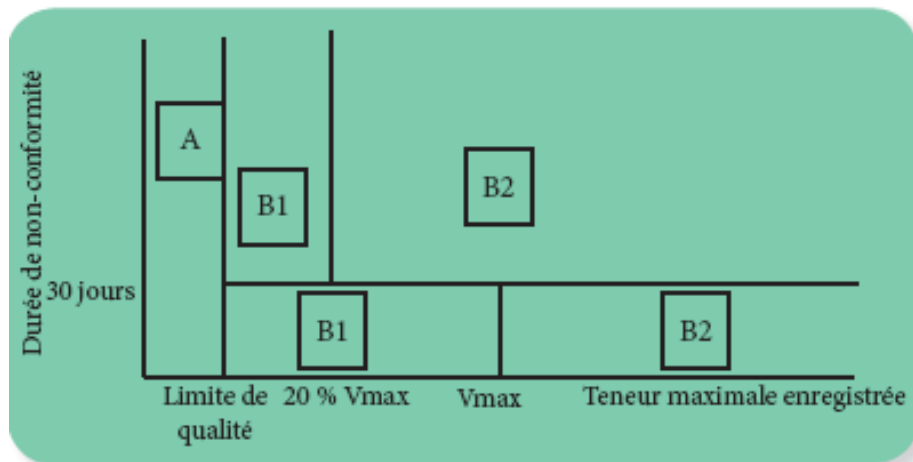 Durée de non-conformité
A
B1
B2
30 jours
B1
B2
Limite de qualité
20 % Vmax
Vmax
Teneur maximale enregistrée